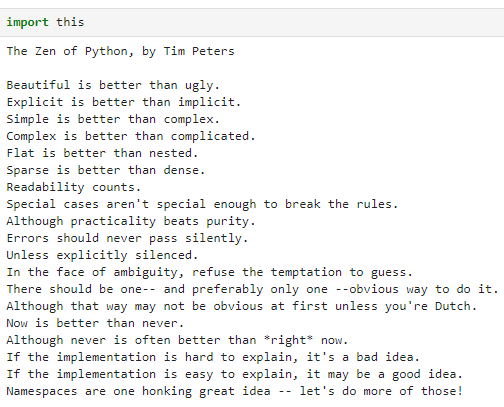 import this
The Zen of Python, by Tim Peters
Beautiful is better than ugly.
Explicit is better than implicit.
Simple is better than complex.
Complex is better than complicated.
Flat is better than nested.
Sparse is better than dense.
Readability counts.
Special cases aren't special enough to break the rules.
Although practicality beats purity.
Errors should never pass silently.
Unless explicitly silenced.
In the face of ambiguity, refuse the temptation to guess.
There should be one-- and preferably only one --obvious way to do it.
Although that way may not be obvious at first unless you're Dutch.
Now is better than never.
Although never is often better than *right* now.
If the implementation is hard to explain, it's a bad idea.
If the implementation is easy to explain, it may be a good idea.
Namespaces are one honking great idea -- let's do more of those!